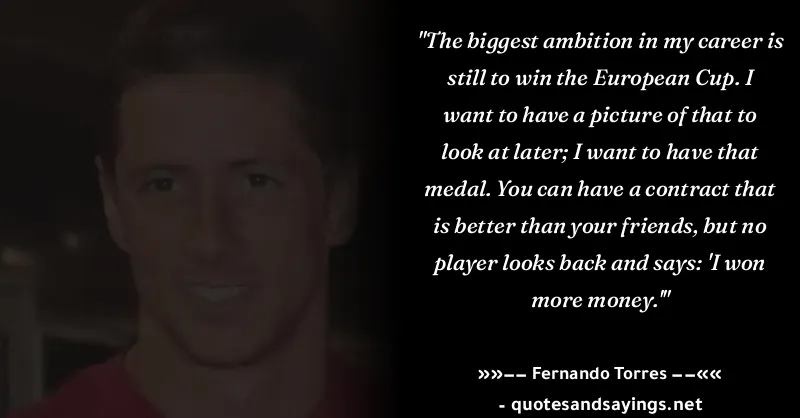 "The biggest ambition in my career is
still to win the European Cup. I
want to have a picture of that to
look at later; I want to have that
medal. You can have a contract that
is better than your friends, but no
player looks back and says: 'I won
more money.'"
»»−− Fernando Torres −−««
- quotesandsayings.net